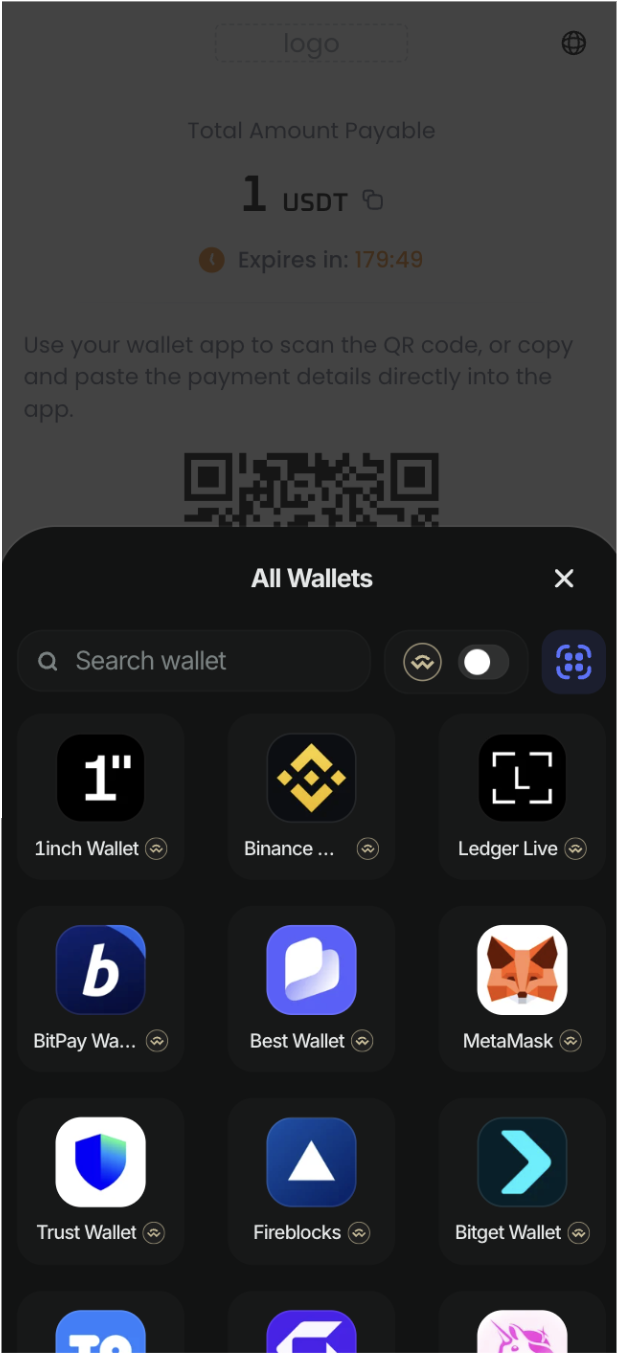 logo
Total Amount Payable
1 USDT
Expires in: 179:49
Use your wallet app to scan the QR code, or copy
and paste the payment details directly into the
app.
All Wallets
Search wallet
1"
L
1inch Wallet
Binance ...
Ledger Live
b
BitPay Wa...
Best Wallet
MetaMask
Trust Wallet
Fireblocks
Bitget Wallet